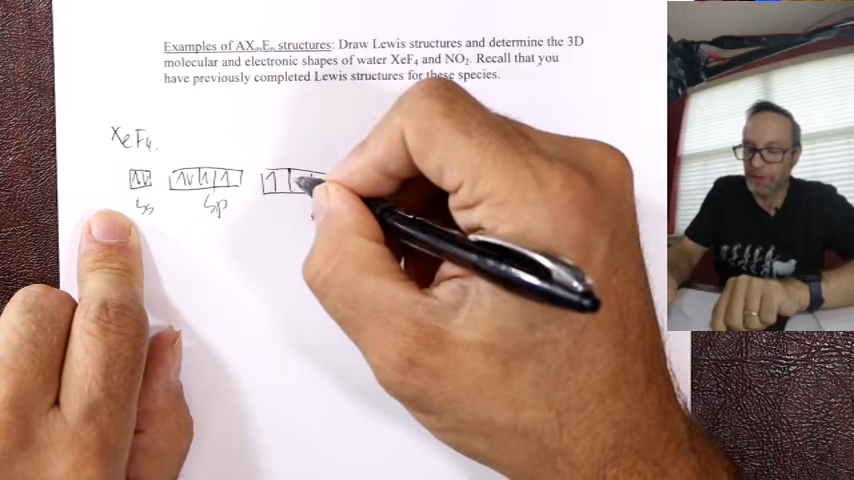 Examples of AXmEn structures: Draw Lewis structures and determine the 3D
molecular and electronic shapes of water XeF4 and NO2. Recall that you
have previously completed Lewis structures for these species.
XeF4.
5s 5p